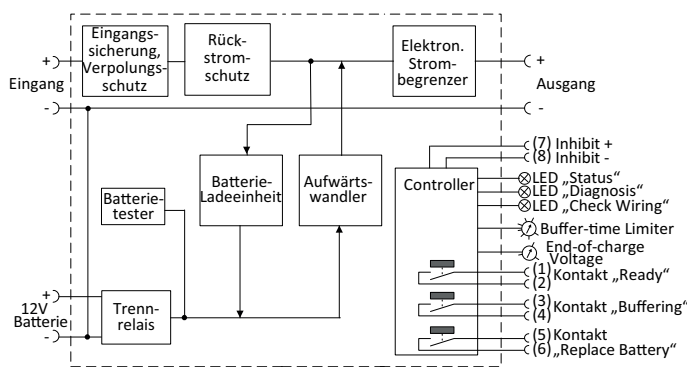 Eingangs-
sicherung,
Verpolungs-
schutz
Rück-
strom-
schutz
Elektron.
Strom-
begrenzer
+
Eingang
-
+
Ausgang
-
Batterie-
Ladeeinheit
Aufwärts-
wandler
Controller
Batterie-
tester
+
12V
Batterie
-
Trenn-
relais
(7) Inhibit +
(8) Inhibit -
LED „Status“
LED „Diagnosis“
LED „Check Wiring“
Buffer-time Limiter
End-of-charge
Voltage
(1)
Kontakt „Ready“
(2)
(3)
Kontakt „Buffering“
(4)
(5) Kontakt
(6) „Replace Battery“